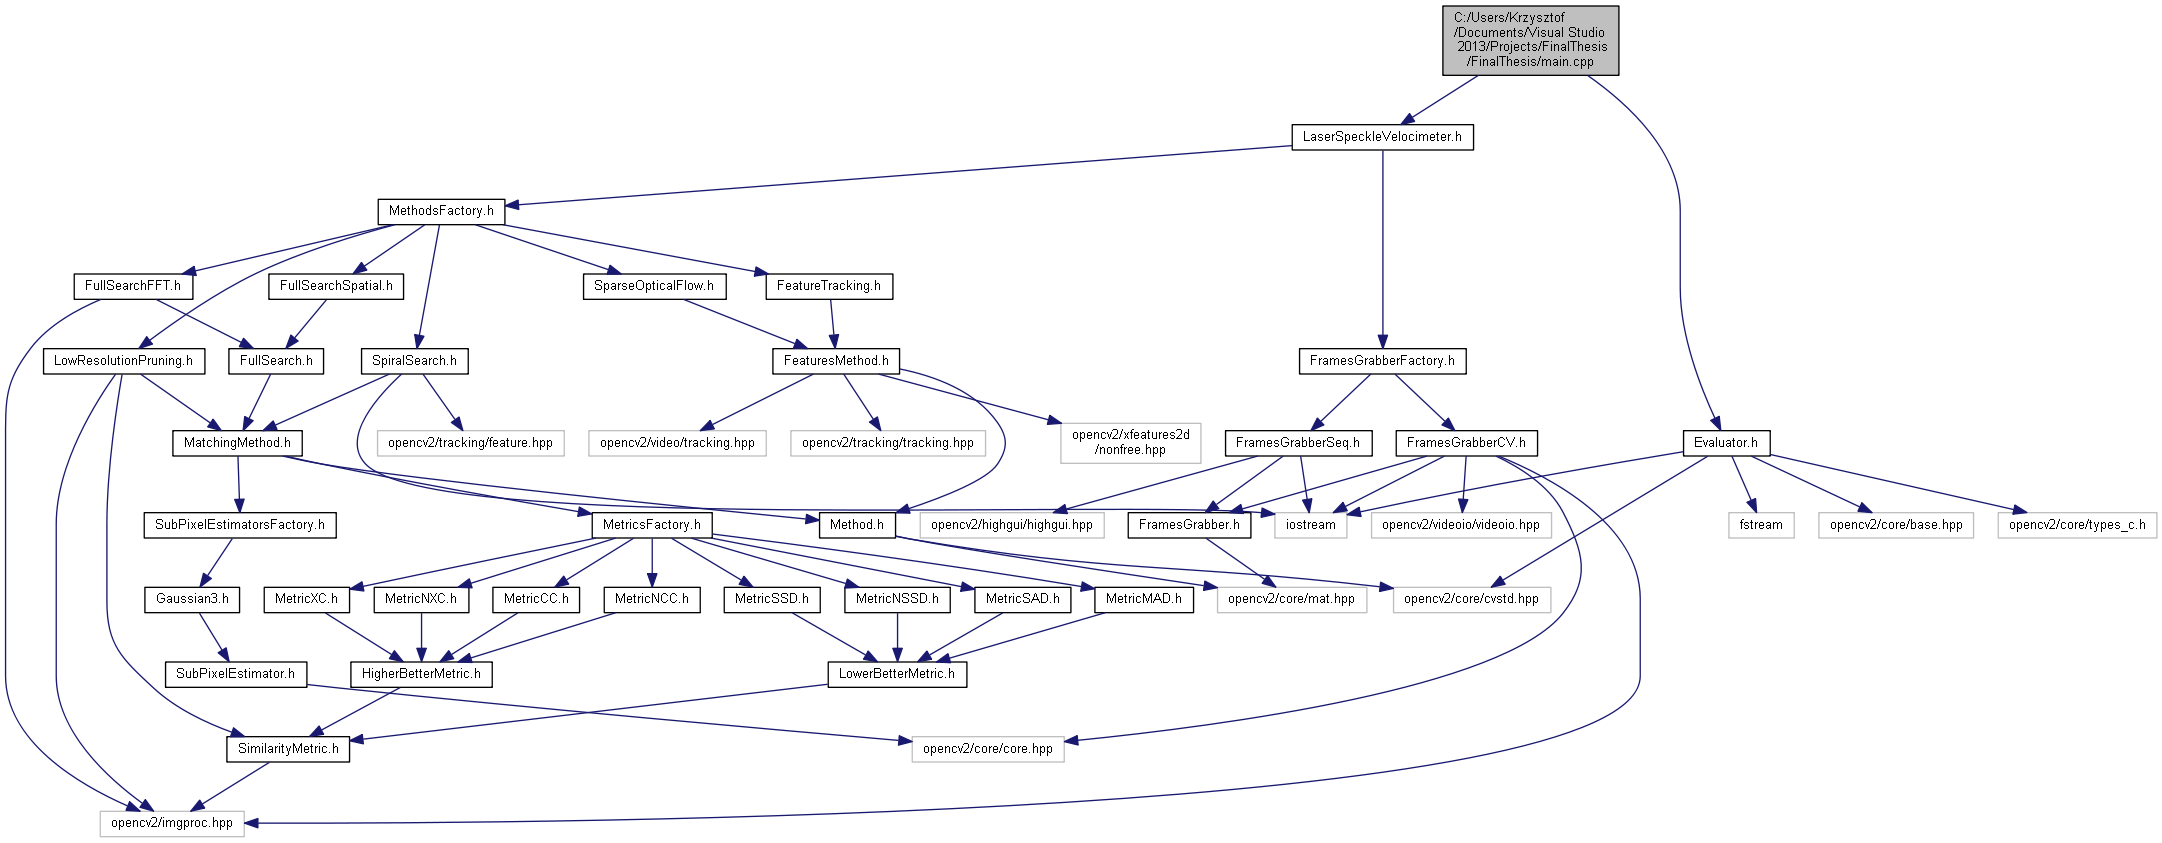 C:/Users/Krzysztof
/Documents/Visual Studio
2013/Projects/FinalThesis
/FinalThesis/main.cpp
LaserSpeckleVelocimeter.h
MethodsFactory.h
FullSearchFFT.h
FullSearchSpatial.h
SparseOpticalFlow.h
FeatureTracking.h
LowResolutionPruning.h
FullSearch.h
SpiralSearch.h
FeaturesMethod.h
FramesGrabberFactory.h
MatchingMethod.h
opencv2/tracking/feature.hpp
opencv2/video/tracking.hpp
opencv2/tracking/tracking.hpp
opencv2/xfeatures2d
/nonfree.hpp
FramesGrabberSeq.h
FramesGrabberCV.h
Evaluator.h
SubPixelEstimatorsFactory.h
MetricsFactory.h
Method.h
opencv2/highgui/highgui.hpp
FramesGrabber.h
iostream
opencv2/videoio/videoio.hpp
fstream
opencv2/core/base.hpp
opencv2/core/types_c.h
Gaussian3.h
MetricXC.h
MetricNXC.h
MetricCC.h
MetricNCC.h
MetricSSD.h
MetricNSSD.h
MetricSAD.h
MetricMAD.h
opencv2/core/mat.hpp
opencv2/core/cvstd.hpp
SubPixelEstimator.h
HigherBetterMetric.h
LowerBetterMetric.h
SimilarityMetric.h
opencv2/core/core.hpp
opencv2/imgproc.hpp